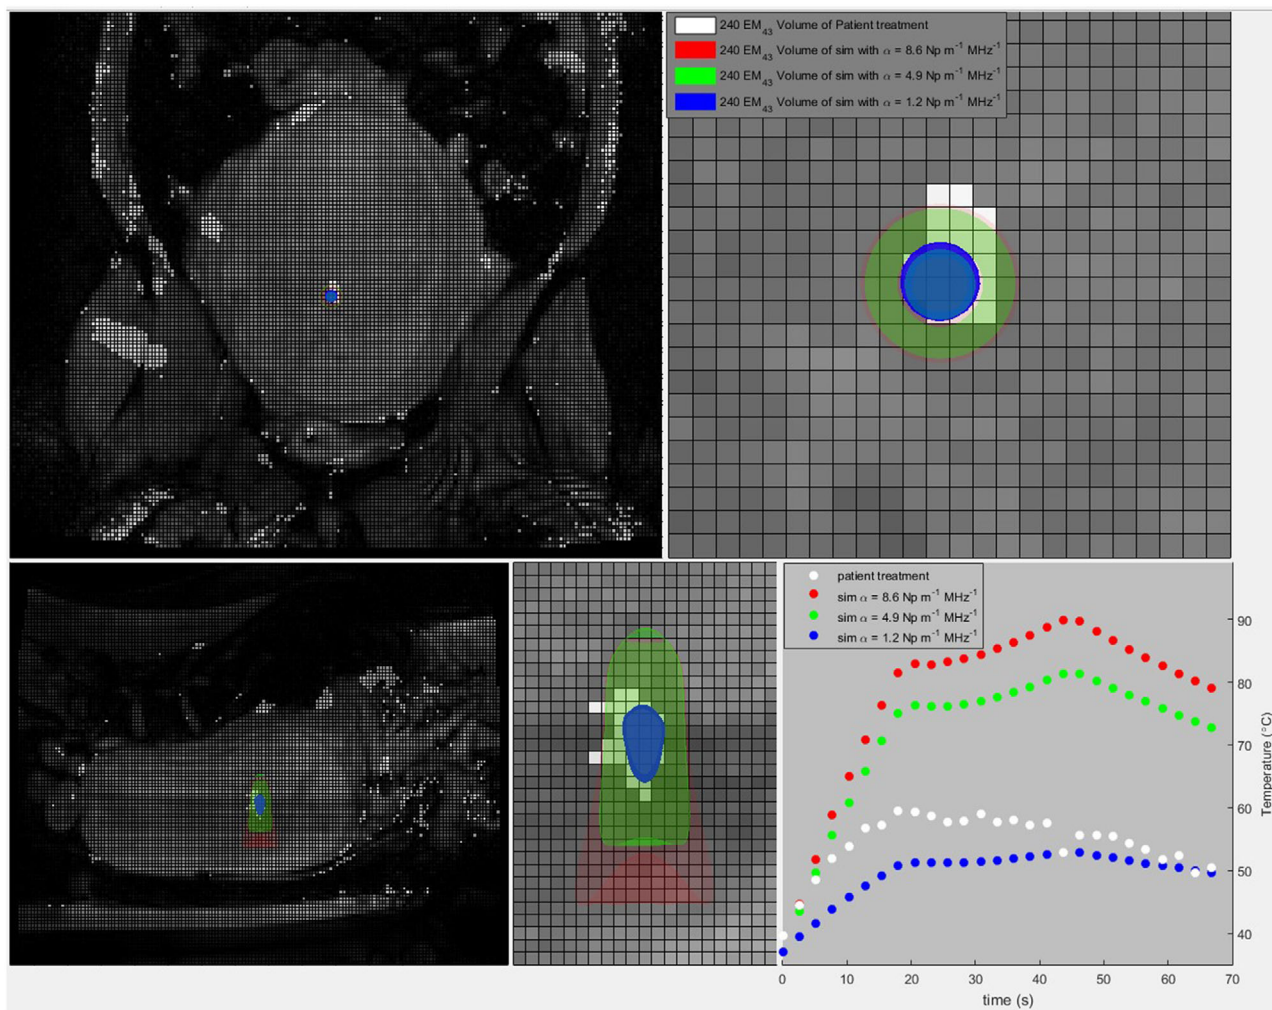 240 EM43 Volume of Patient treatment
240 EM43 Volume of sim with α = 8.6 Np m-1 MHz-1
240 EM43 Volume of sim with α = 4.9 Np m-1 MHz-1
240 EM43 Volume of sim with α = 1.2 Np m-1 MHz-1
patient treatment
sim α = 8.6 Np m-1 MHz-1
sim α = 4.9 Np m-1 MHz-1
sim α = 1.2 Np m-1 MHz-1
90
80
70
60
50
40
Temperature (°C)
0 10 20 30 40 50 60 70
time (s)